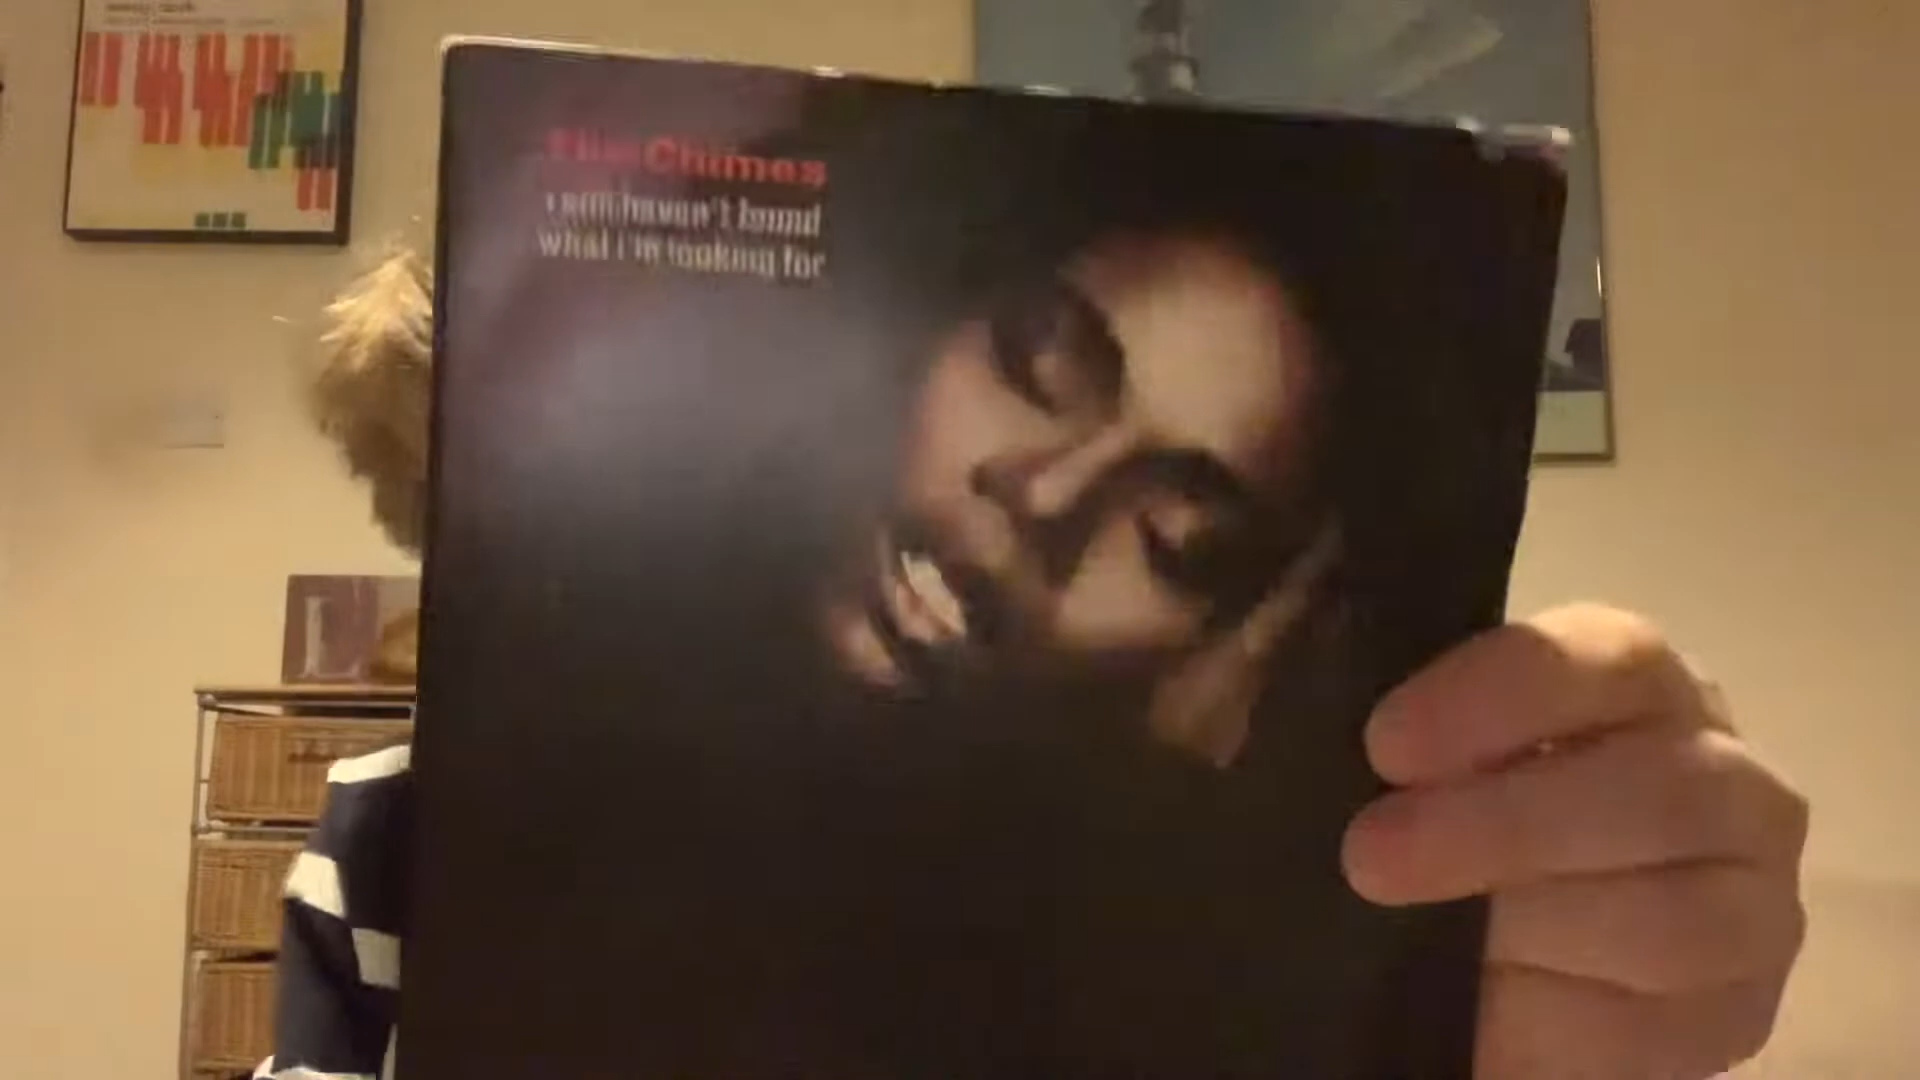 The Chimes
i still haven't found
what i'm looking for
L